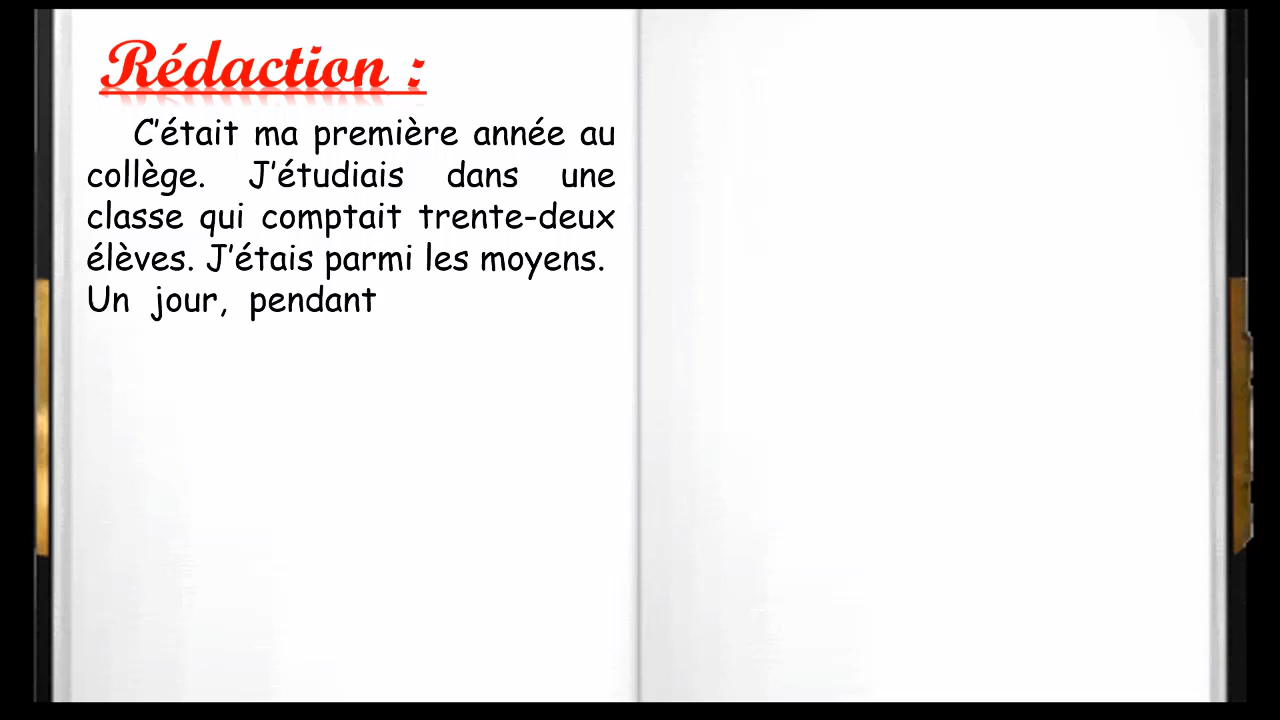 Rédaction :
C'était ma première année au
collège. J'étudiais dans une
classe qui comptait trente-deux
élèves. J'étais parmi les moyens.
Un jour, pendant